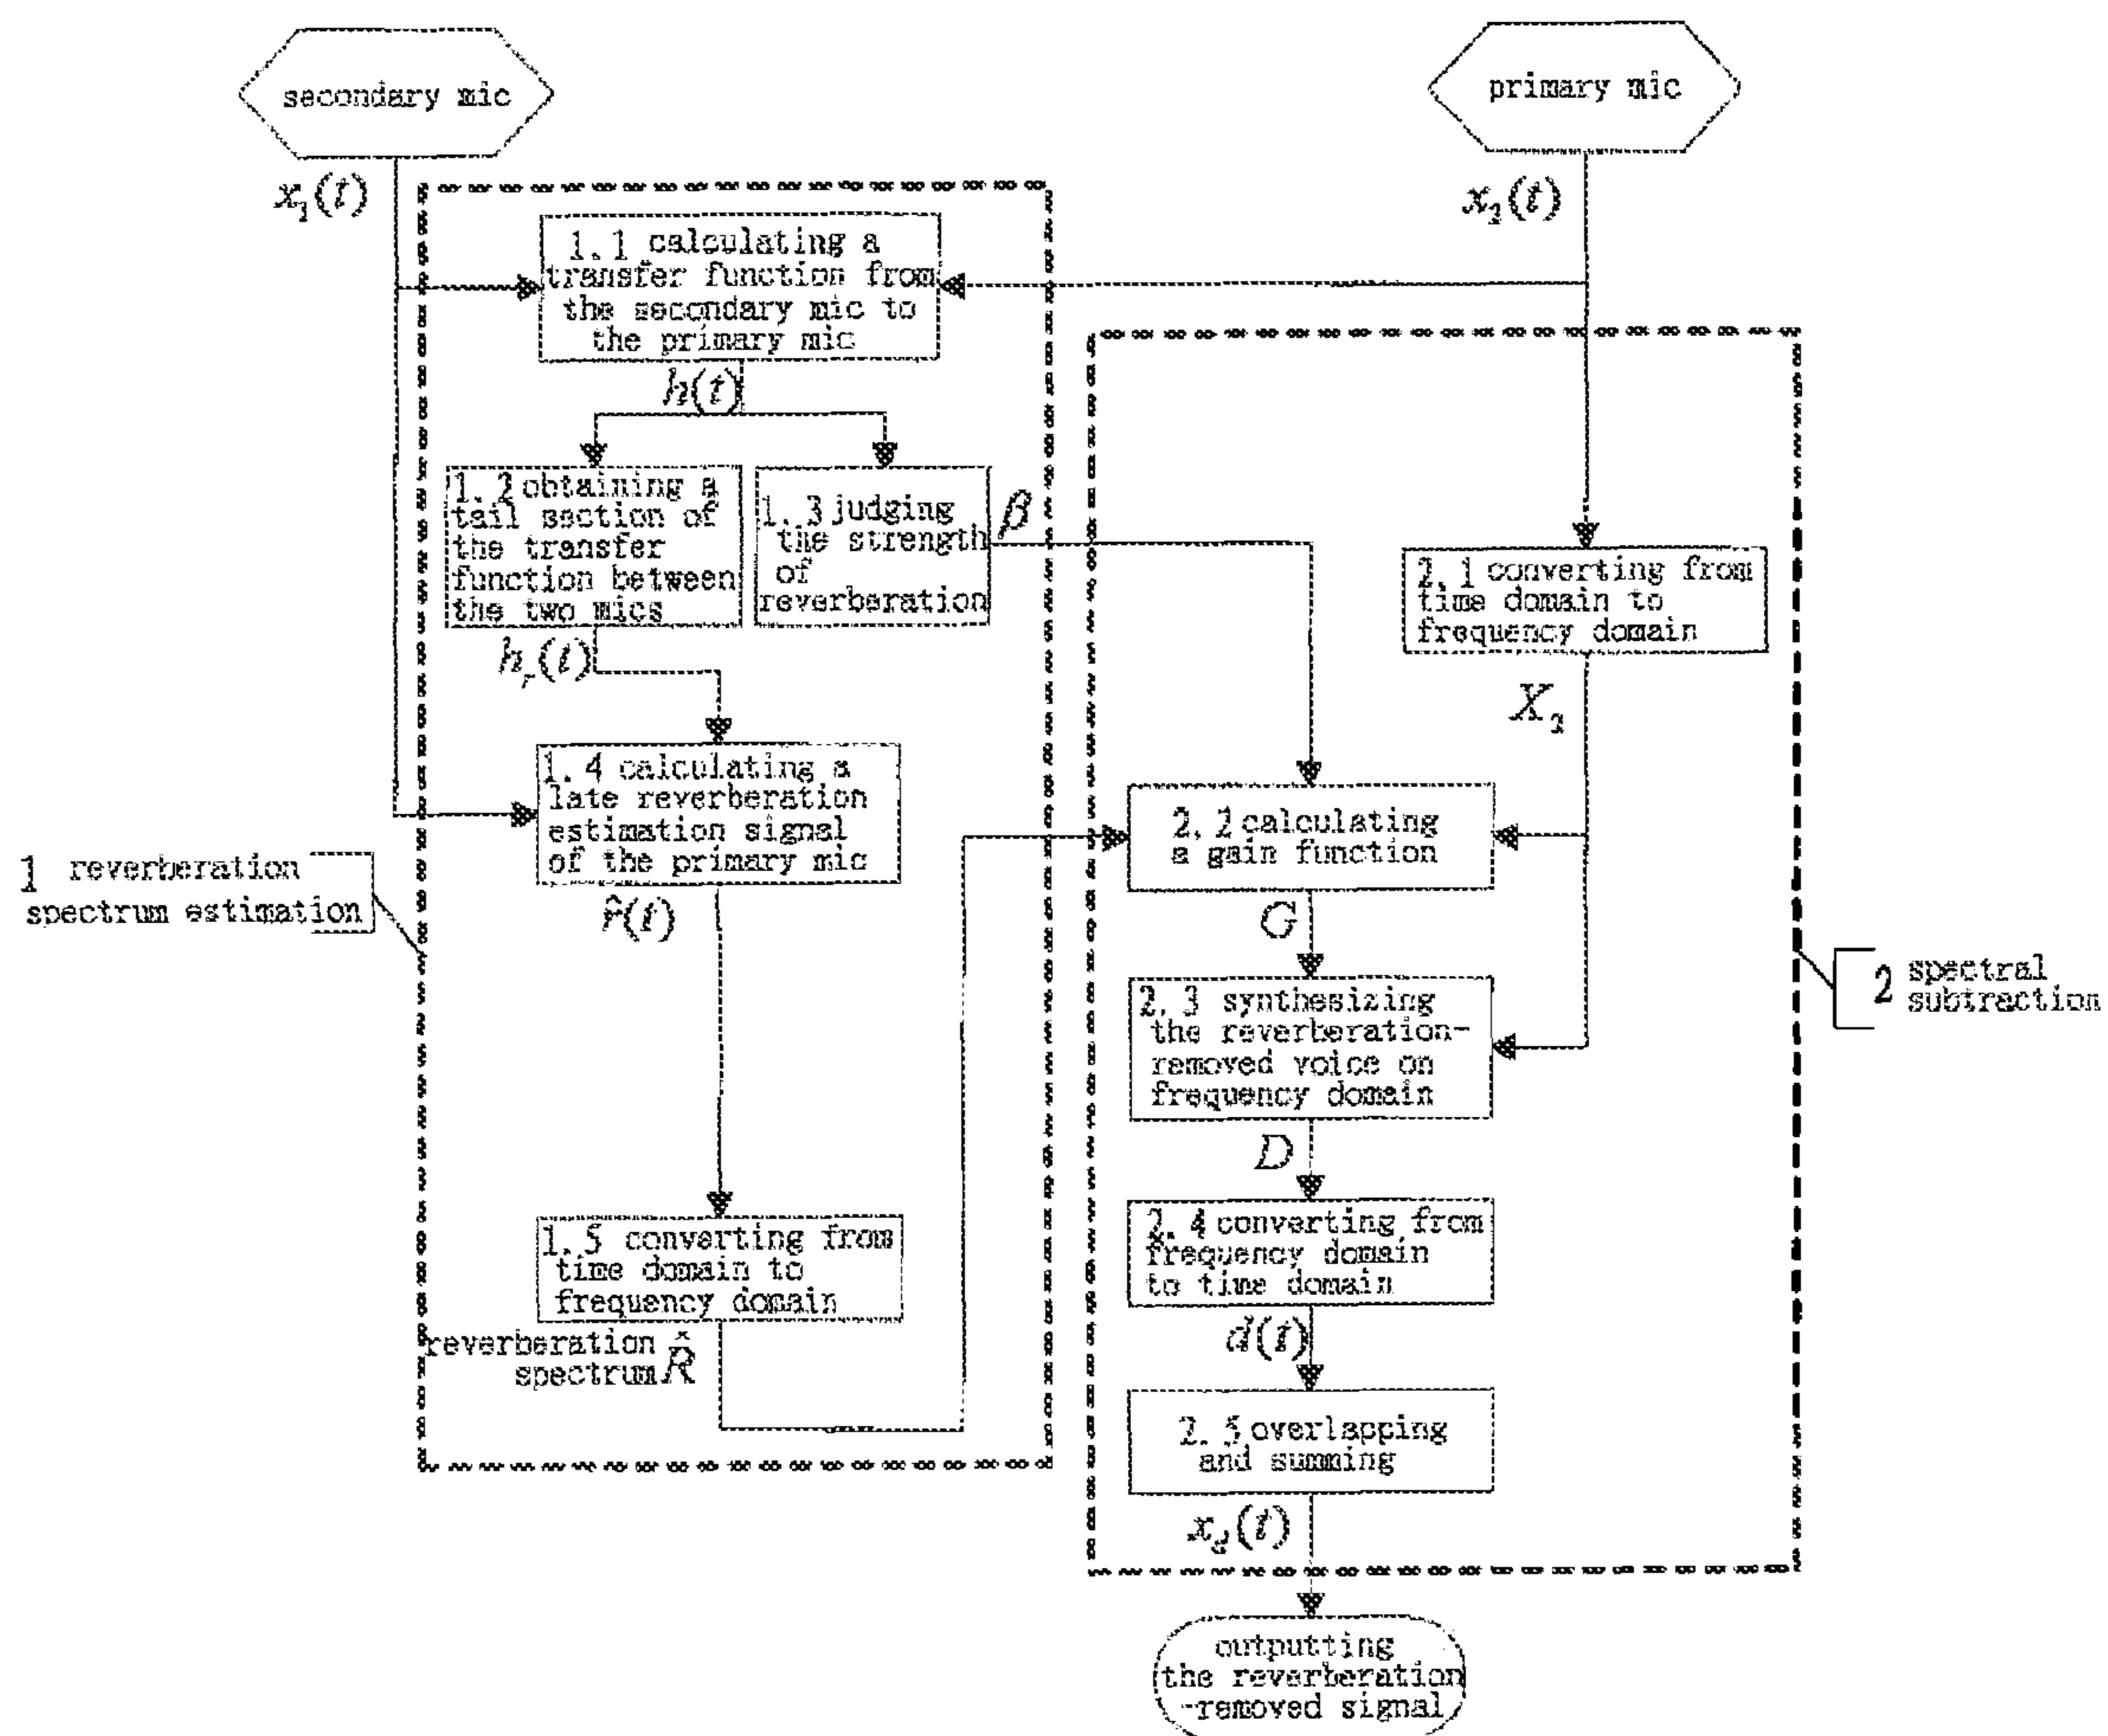 secondary mic
primary mic
x₁(t)
x₂(t)
1.1 calculating a
transfer function from
the secondary mic to
the primary mic
h(t)
1.2 obtaining a
tail section of
the transfer
function between
the two mics
1.3 judging
the strength
of
reverberation
β
2.1 converting from
time domain to
frequency domain
hᵣ(t)
X₂
1.4 calculating a
late reverberation
estimation signal
of the primary mic
2.2 calculating
a gain function
1 reverberation
spectrum estimation
r̂(t)
G
2 spectral
subtraction
2.3 synthesizing
the reverberation-
removed voice on
frequency domain
D
1.5 converting from
time domain to
frequency domain
2.4 converting from
frequency domain
to time domain
reverberation
spectrum R̂
d(t)
2.5 overlapping
and summing
x_d(t)
outputting
the reverberation
-removed signal